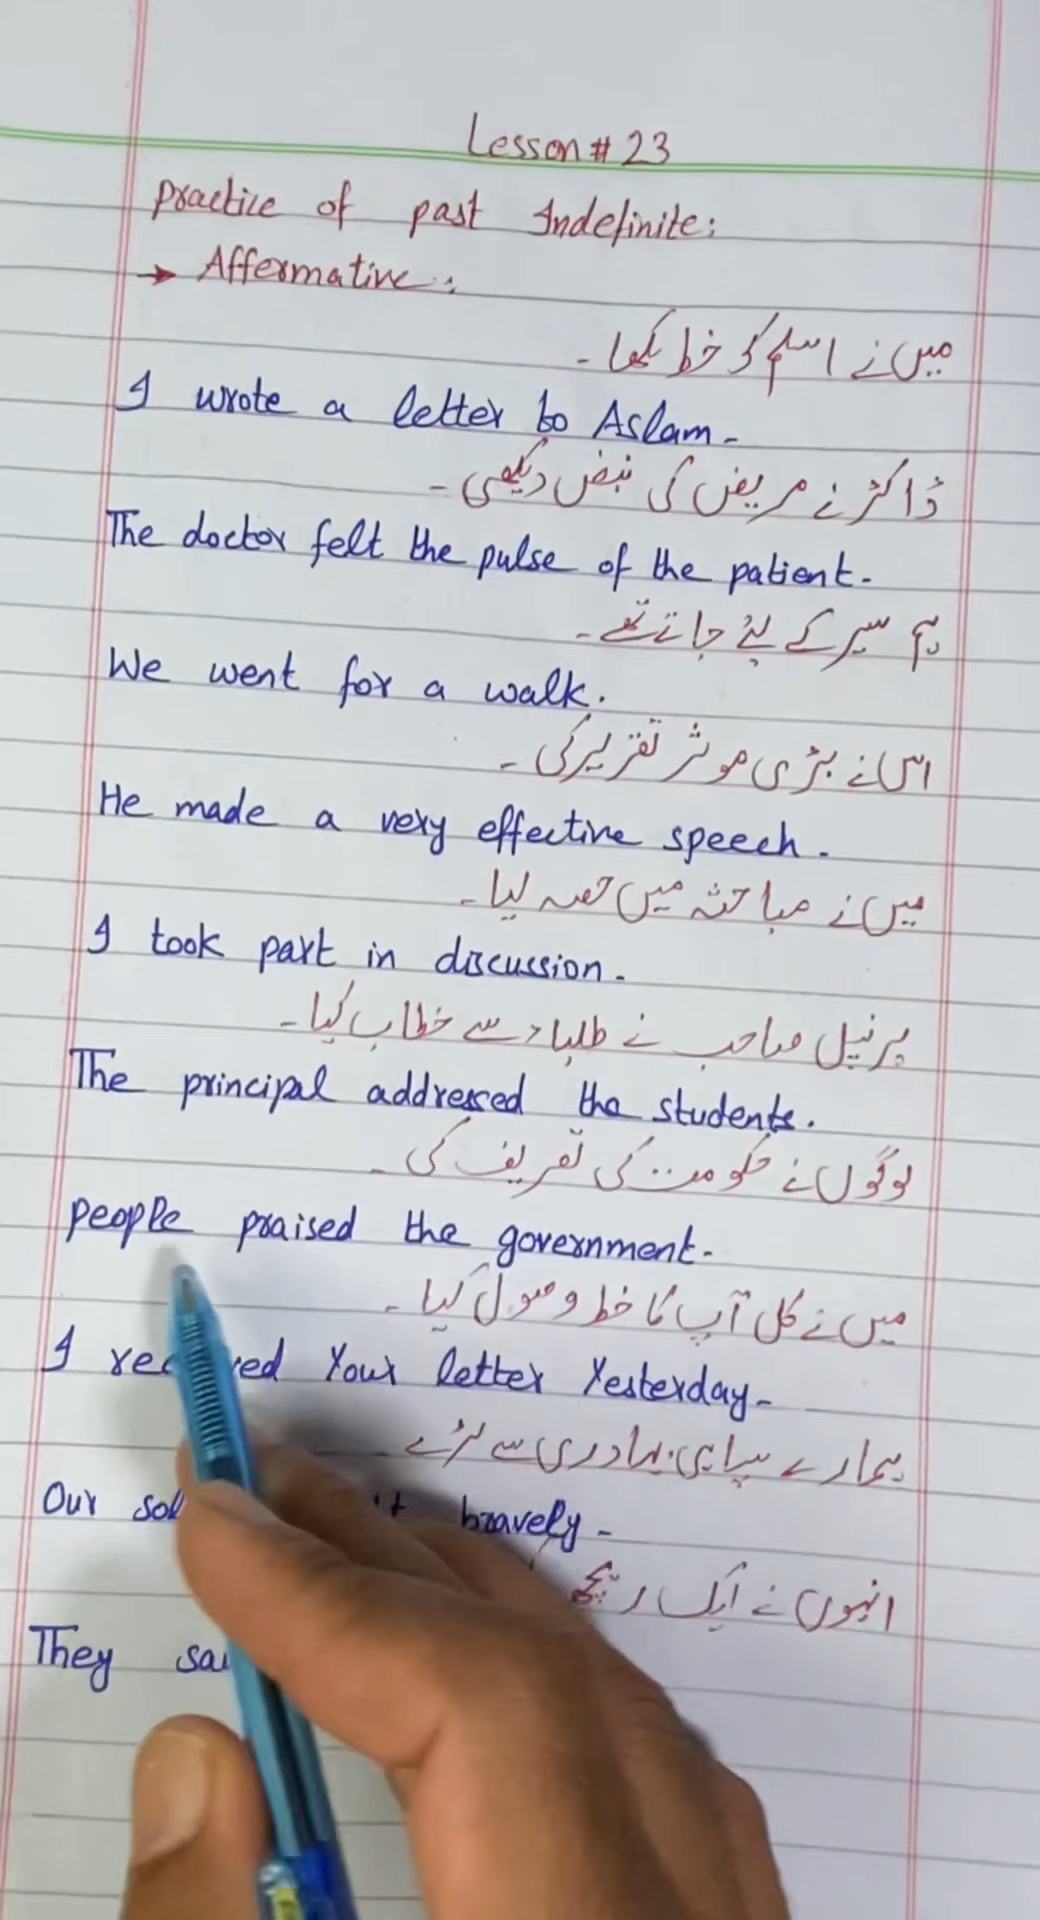 Lesson # 23
Practice of past Indefinite:
→ Affermative:
میں نے اسلم کو خط لکھا۔
I wrote a letter to Aslam.
ڈاکٹر نے مریض کی نبض دیکھی۔
The doctor felt the pulse of the patient.
ہم سیر کے لئے جاتے تھے۔
We went for a walk.
اس نے بڑی موثر تقریر کی۔
He made a very effective speech.
میں نے مباحثہ میں حصہ لیا۔
I took part in discussion.
پرنپل صاحب نے طلباء سے خطاب کیا۔
The principal addressed the students.
لوگوں نے حکومت کی تعریف کی۔
People praised the government.
میں نے کل آپ کا خط وصول کیا۔
I Your letter Yesterday.
ہمارے سپاہی بہادری سے لڑے
Our bravely.
انہوں نے ایک ریچھ
They